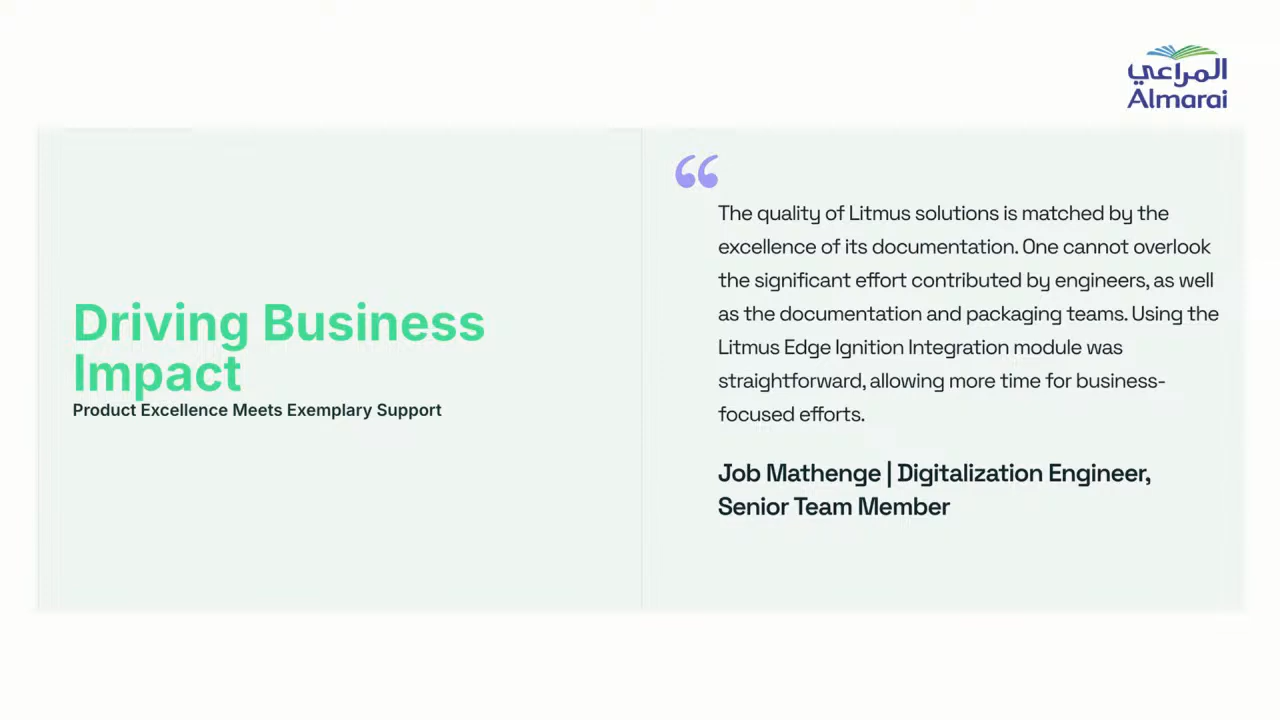 المراعي
Almarai
Driving Business
Impact
Product Excellence Meets Exemplary Support
“
The quality of Litmus solutions is matched by the
excellence of its documentation. One cannot overlook
the significant effort contributed by engineers, as well
as the documentation and packaging teams. Using the
Litmus Edge Ignition Integration module was
straightforward, allowing more time for business-
focused efforts.
Job Mathenge | Digitalization Engineer,
Senior Team Member